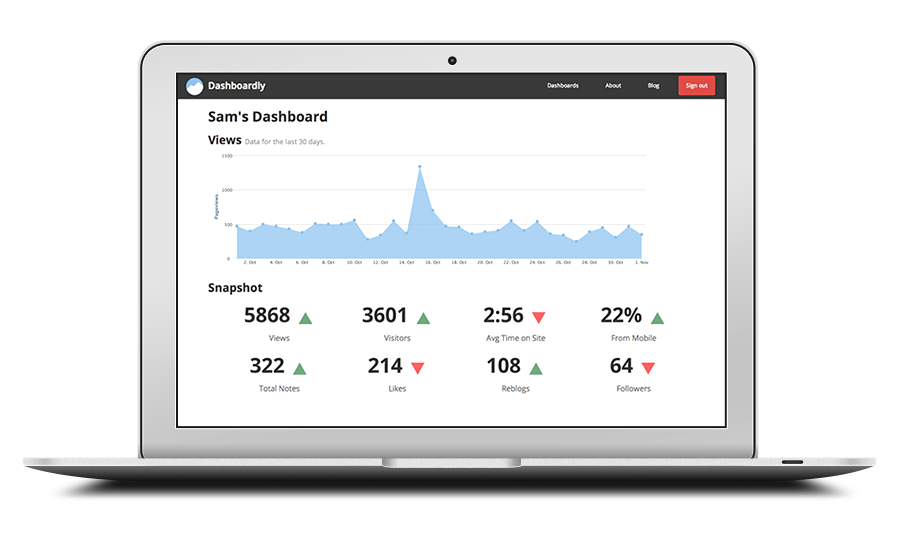 Dashboardly
Dashboards About Blog Sign out
Sam's Dashboard
Views Data for the last 30 days.
1500
1000
500
0
Pageviews
2. Oct 4. Oct 6. Oct 8. Oct 10. Oct 12. Oct 14. Oct 16. Oct 18. Oct 20. Oct 22. Oct 24. Oct 26. Oct 28. Oct 30. Oct 1. Nov
Snapshot
5868 3601 2:56 22%
Views Visitors Avg Time on Site From Mobile
322 214 108 64
Total Notes Likes Reblogs Followers